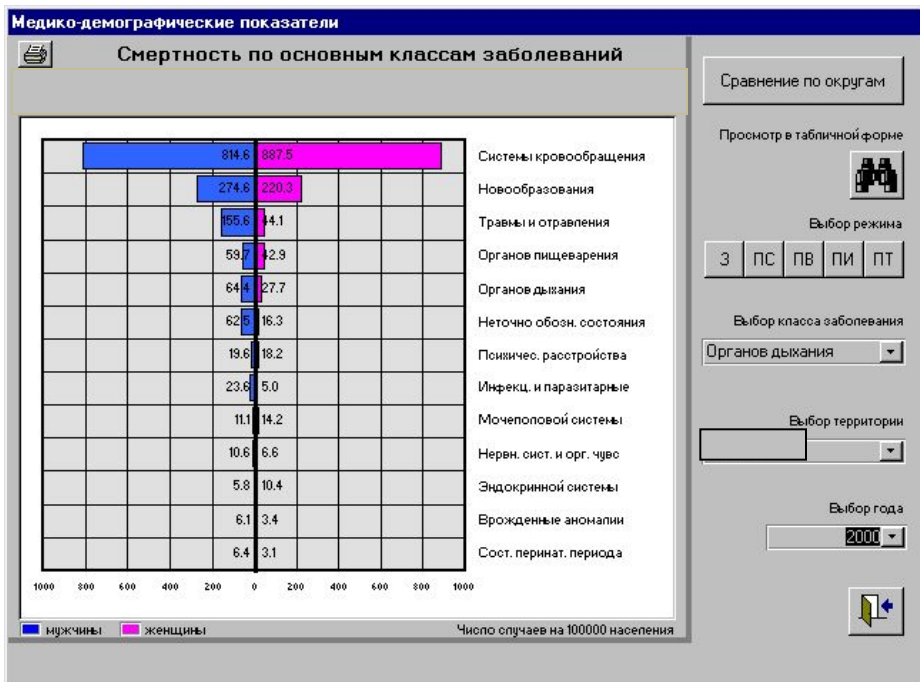 Медико-демографические показатели
Смертность по основным классам заболеваний
814.6 887.5 Системы кровообращения
274.6 220.3 Новообразования
155.6 44.1 Травмы и отравления
59.7 42.9 Органов пищеварения
64.4 27.7 Органов дыхания
62.5 16.3 Неточно обозн. состояния
19.6 18.2 Психичес. расстройства
23.6 5.0 Инфекц. и паразитарные
11.1 14.2 Мочеполовой системы
10.6 6.6 Нервн. сист. и орг. чувс
5.8 10.4 Эндокринной системы
6.1 3.4 Врожденные аномалии
6.4 3.1 Сост. перинат. периода
1000 800 600 400 200 0 200 400 600 800 1000
мужчины женщины Число случаев на 100000 населения
Сравнение по округам
Просмотр в табличной форме
Выбор режима
З ПС ПВ ПИ ПТ
Выбор класса заболевания
Органов дыхания
Выбор территории
Выбор года
2000